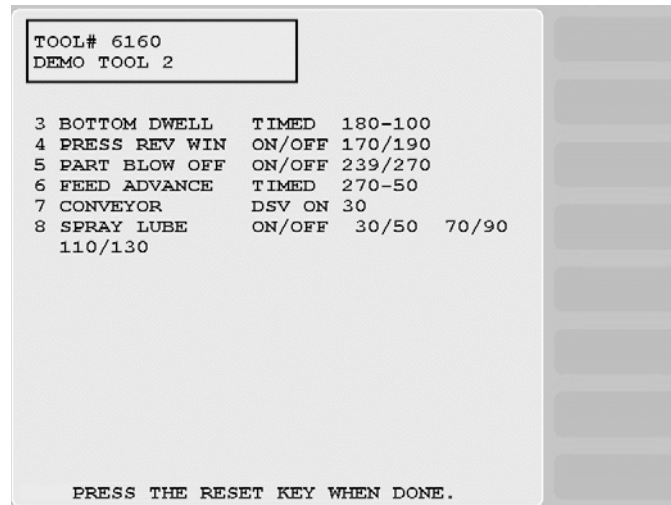 TOOL# 6160
DEMO TOOL 2
3 BOTTOM DWELL TIMED 180-100
4 PRESS REV WIN ON/OFF 170/190
5 PART BLOW OFF ON/OFF 239/270
6 FEED ADVANCE TIMED 270-50
7 CONVEYOR DSV ON 30
8 SPRAY LUBE ON/OFF 30/50 70/90
110/130
PRESS THE RESET KEY WHEN DONE.